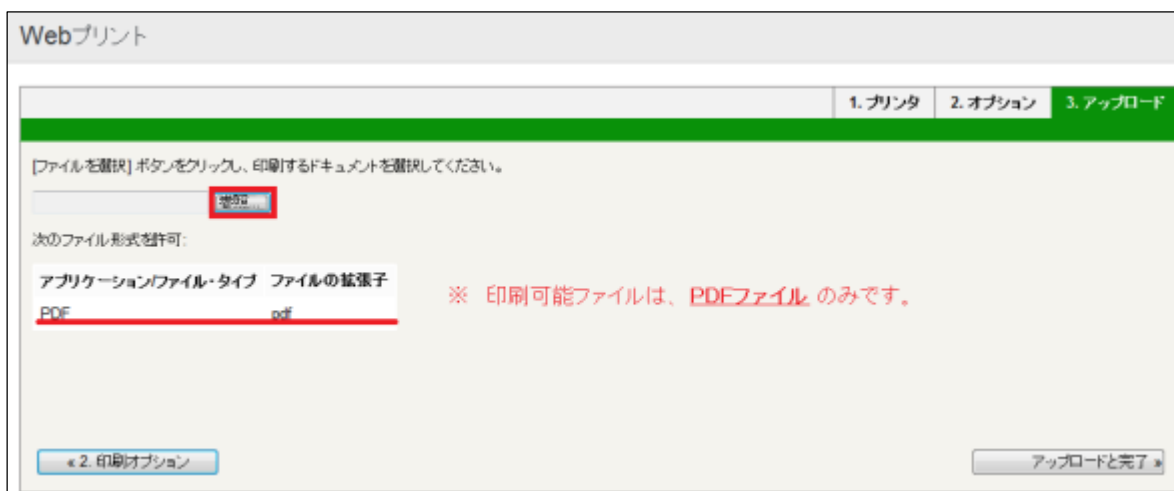 Webプリント
1. プリンタ 2. オプション 3. アップロード
[ファイルを選択] ボタンをクリックし、印刷するドキュメントを選択してください。
参照...
次のファイル形式を許可:
アプリケーション/ファイル・タイプ ファイルの拡張子
PDF pdf
※ 印刷可能ファイルは、PDFファイル のみです。
« 2. 印刷オプション アップロードと完了 »